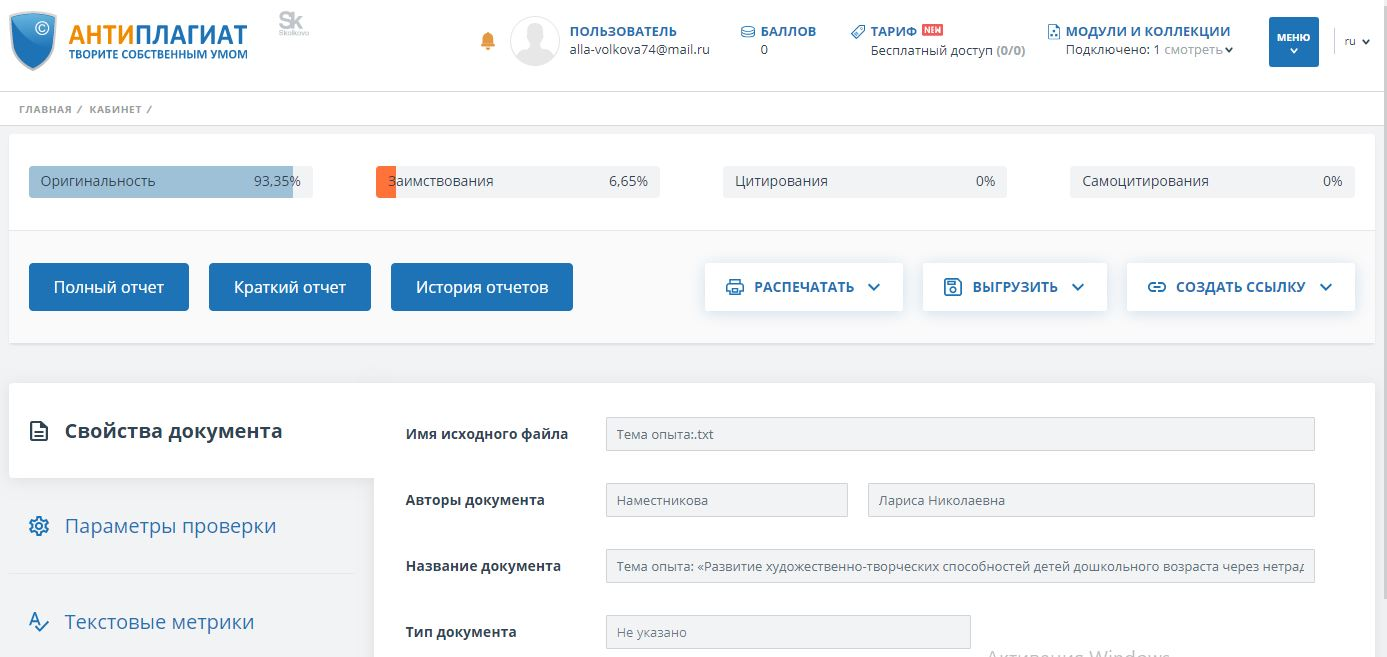 АНТИПЛАГИАТ
ТВОРИТЕ СОБСТВЕННЫМ УМОМ
Sk
Skolkovo
ПОЛЬЗОВАТЕЛЬ
alla-volkova74@mail.ru
БАЛЛОВ
0
ТАРИФ NEW
Бесплатный доступ (0/0)
МОДУЛИ И КОЛЛЕКЦИИ
Подключено: 1 смотреть
МЕНЮ
ru
ГЛАВНАЯ / КАБИНЕТ /
Оригинальность 93,35%
Заимствования 6,65%
Цитирования 0%
Самоцитирования 0%
Полный отчет
Краткий отчет
История отчетов
РАСПЕЧАТАТЬ
ВЫГРУЗИТЬ
СОЗДАТЬ ССЫЛКУ
Свойства документа
Параметры проверки
Текстовые метрики
Имя исходного файла Тема опыта:.txt
Авторы документа Наместникова Лариса Николаевна
Название документа Тема опыта: «Развитие художественно-творческих способностей детей дошкольного возраста через нетрад
Тип документа Не указано
Активация Windows